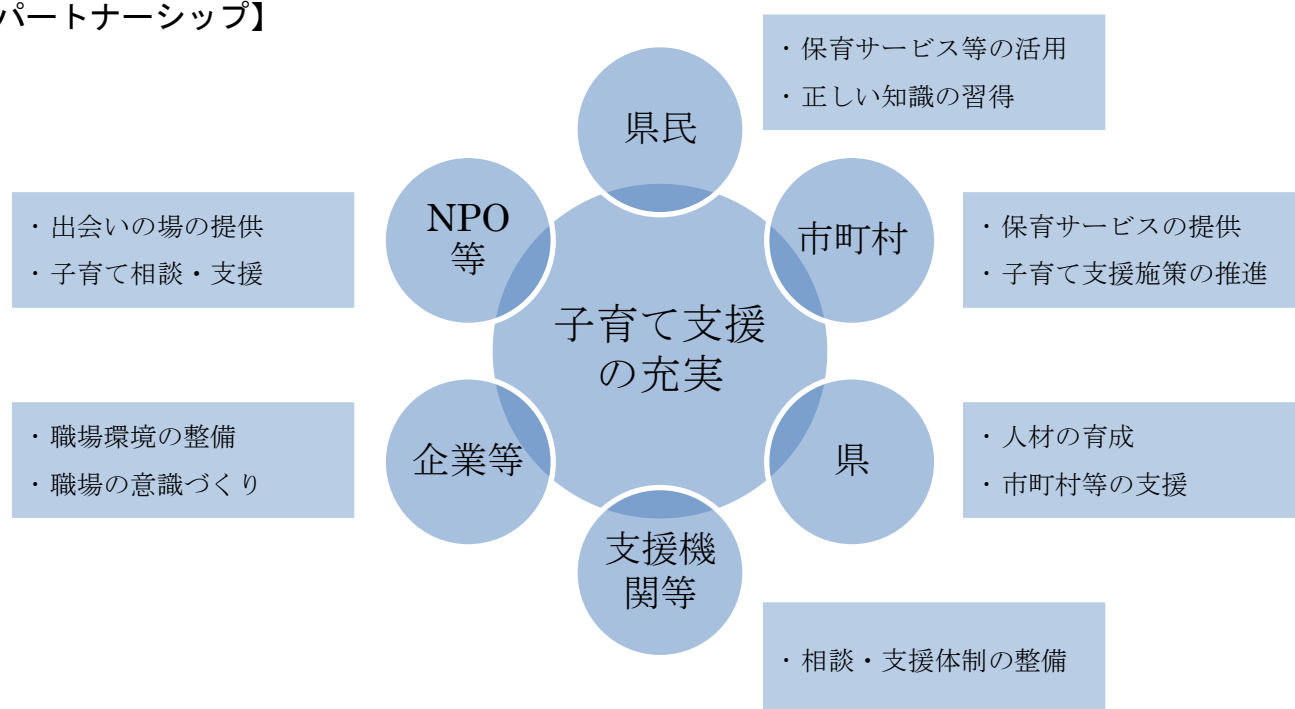 パートナーシップ】
・保育サービス等の活用
・正しい知識の習得
県民
NPO
等
・出会いの場の提供
・子育て相談・支援
市町村
・保育サービスの提供
・子育て支援施策の推進
子育て支援
の充実
企業等
・職場環境の整備
・職場の意識づくり
県
・人材の育成
・市町村等の支援
支援機
関等
・相談・支援体制の整備